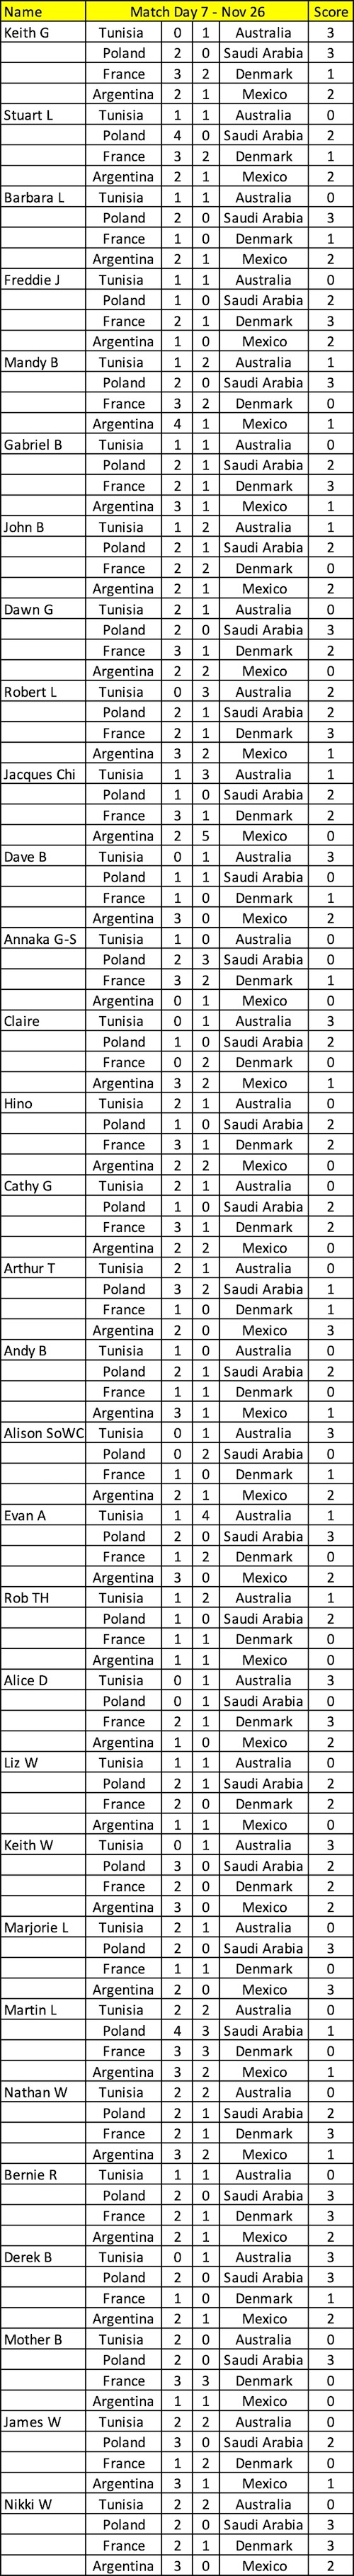 Name Match Day 7 - Nov 26 Score
Keith G Tunisia 0 1 Australia 3
Poland 2 0 Saudi Arabia 3
France 3 2 Denmark 1
Argentina 2 1 Mexico 2
Stuart L Tunisia 1 1 Australia 0
Poland 4 0 Saudi Arabia 2
France 3 2 Denmark 1
Argentina 2 1 Mexico 2
Barbara L Tunisia 1 1 Australia 0
Poland 2 0 Saudi Arabia 3
France 1 0 Denmark 1
Argentina 2 1 Mexico 2
Freddie J Tunisia 1 1 Australia 0
Poland 1 0 Saudi Arabia 2
France 2 1 Denmark 3
Argentina 1 0 Mexico 2
Mandy B Tunisia 1 2 Australia 1
Poland 2 0 Saudi Arabia 3
France 3 2 Denmark 0
Argentina 4 1 Mexico 1
Gabriel B Tunisia 1 1 Australia 0
Poland 2 1 Saudi Arabia 2
France 2 1 Denmark 3
Argentina 3 1 Mexico 1
John B Tunisia 1 2 Australia 1
Poland 2 1 Saudi Arabia 2
France 2 2 Denmark 0
Argentina 2 1 Mexico 2
Dawn G Tunisia 2 1 Australia 0
Poland 2 0 Saudi Arabia 3
France 3 1 Denmark 2
Argentina 2 2 Mexico 0
Robert L Tunisia 0 3 Australia 2
Poland 2 1 Saudi Arabia 2
France 2 1 Denmark 3
Argentina 3 2 Mexico 1
Jacques Chi Tunisia 1 3 Australia 1
Poland 1 0 Saudi Arabia 2
France 3 1 Denmark 2
Argentina 2 5 Mexico 0
Dave B Tunisia 0 1 Australia 3
Poland 1 1 Saudi Arabia 0
France 1 0 Denmark 1
Argentina 3 0 Mexico 2
Annaka G-S Tunisia 1 0 Australia 0
Poland 2 3 Saudi Arabia 0
France 3 2 Denmark 1
Argentina 0 1 Mexico 0
Claire Tunisia 0 1 Australia 3
Poland 1 0 Saudi Arabia 2
France 0 2 Denmark 0
Argentina 3 2 Mexico 1
Hino Tunisia 2 1 Australia 0
Poland 1 0 Saudi Arabia 2
France 3 1 Denmark 2
Argentina 2 2 Mexico 0
Cathy G Tunisia 2 1 Australia 0
Poland 1 0 Saudi Arabia 2
France 3 1 Denmark 2
Argentina 2 2 Mexico 0
Arthur T Tunisia 2 1 Australia 0
Poland 3 2 Saudi Arabia 1
France 1 0 Denmark 1
Argentina 2 0 Mexico 3
Andy B Tunisia 1 0 Australia 0
Poland 2 1 Saudi Arabia 2
France 1 1 Denmark 0
Argentina 3 1 Mexico 1
Alison SoWC Tunisia 0 1 Australia 3
Poland 0 2 Saudi Arabia 0
France 1 0 Denmark 1
Argentina 2 1 Mexico 2
Evan A Tunisia 1 4 Australia 1
Poland 2 0 Saudi Arabia 3
France 1 2 Denmark 0
Argentina 3 0 Mexico 2
Rob TH Tunisia 1 2 Australia 1
Poland 1 0 Saudi Arabia 2
France 1 1 Denmark 0
Argentina 1 1 Mexico 0
Alice D Tunisia 0 1 Australia 3
Poland 0 1 Saudi Arabia 0
France 2 1 Denmark 3
Argentina 1 0 Mexico 2
Liz W Tunisia 1 1 Australia 0
Poland 2 1 Saudi Arabia 2
France 2 0 Denmark 2
Argentina 1 1 Mexico 0
Keith W Tunisia 0 1 Australia 3
Poland 3 0 Saudi Arabia 2
France 2 0 Denmark 2
Argentina 3 0 Mexico 2
Marjorie L Tunisia 2 1 Australia 0
Poland 2 0 Saudi Arabia 3
France 1 1 Denmark 0
Argentina 2 0 Mexico 3
Martin L Tunisia 2 2 Australia 0
Poland 4 3 Saudi Arabia 1
France 3 3 Denmark 0
Argentina 3 2 Mexico 1
Nathan W Tunisia 2 2 Australia 0
Poland 2 1 Saudi Arabia 2
France 2 1 Denmark 3
Argentina 3 2 Mexico 1
Bernie R Tunisia 1 1 Australia 0
Poland 2 0 Saudi Arabia 3
France 2 1 Denmark 3
Argentina 2 1 Mexico 2
Derek B Tunisia 0 1 Australia 3
Poland 2 0 Saudi Arabia 3
France 1 0 Denmark 1
Argentina 2 1 Mexico 2
Mother B Tunisia 2 0 Australia 0
Poland 2 0 Saudi Arabia 3
France 3 3 Denmark 0
Argentina 1 1 Mexico 0
James W Tunisia 2 2 Australia 0
Poland 3 0 Saudi Arabia 2
France 1 2 Denmark 0
Argentina 3 1 Mexico 1
Nikki W Tunisia 2 2 Australia 0
Poland 2 0 Saudi Arabia 3
France 2 1 Denmark 3
Argentina 3 0 Mexico 2